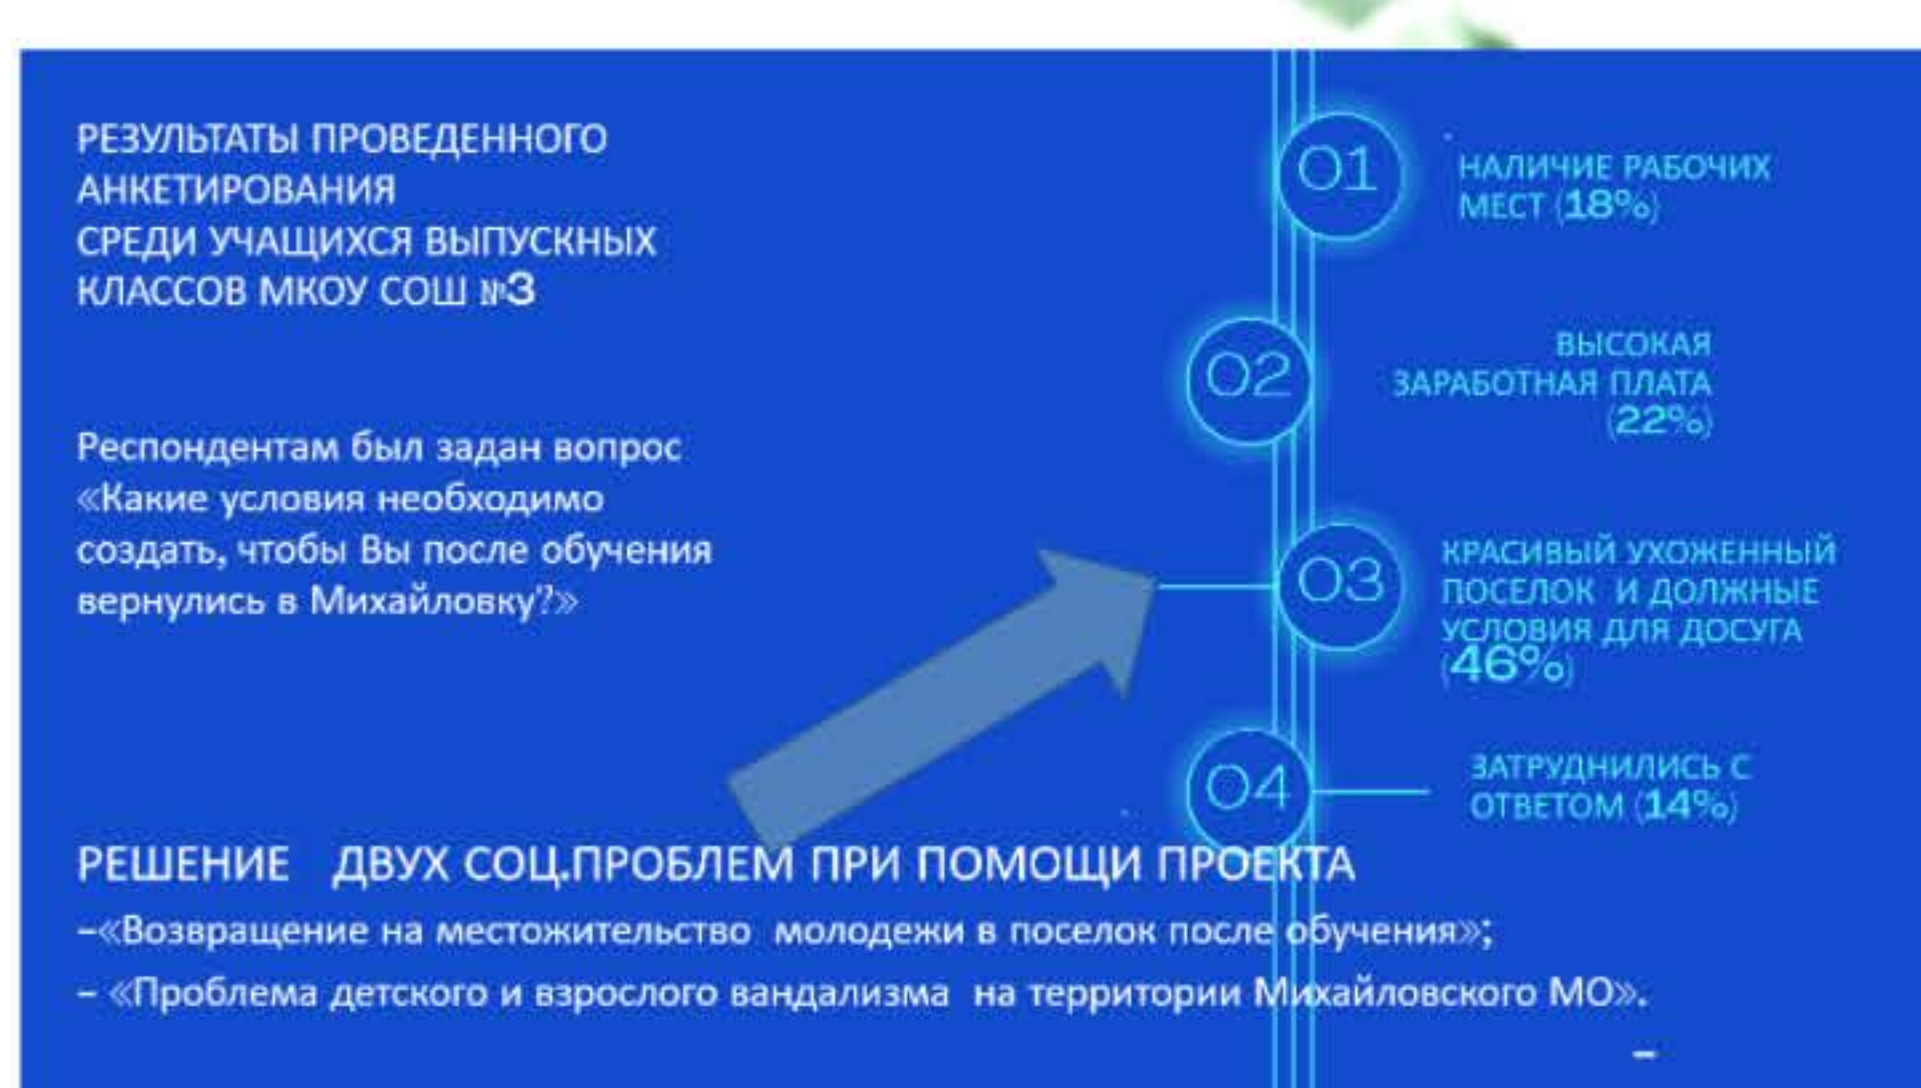 РЕЗУЛЬТАТЫ ПРОВЕДЕННОГО
АНКЕТИРОВАНИЯ
СРЕДИ УЧАЩИХСЯ ВЫПУСКНЫХ
КЛАССОВ МКОУ СОШ №3
Респондентам был задан вопрос
«Какие условия необходимо
создать, чтобы Вы после обучения
вернулись в Михайловку?»
01
НАЛИЧИЕ РАБОЧИХ
МЕСТ (18%)
02
ВЫСОКАЯ
ЗАРАБОТНАЯ ПЛАТА
(22%)
03
КРАСИВЫЙ УХОЖЕННЫЙ
ПОСЕЛОК И ДОЛЖНЫЕ
УСЛОВИЯ ДЛЯ ДОСУГА
(46%)
04
ЗАТРУДНИЛИСЬ С
ОТВЕТОМ (14%)
РЕШЕНИЕ ДВУХ СОЦ.ПРОБЛЕМ ПРИ ПОМОЩИ ПРОЕКТА
–«Возвращение на местожительство молодежи в поселок после обучения»;
– «Проблема детского и взрослого вандализма на территории Михайловского МО».
–